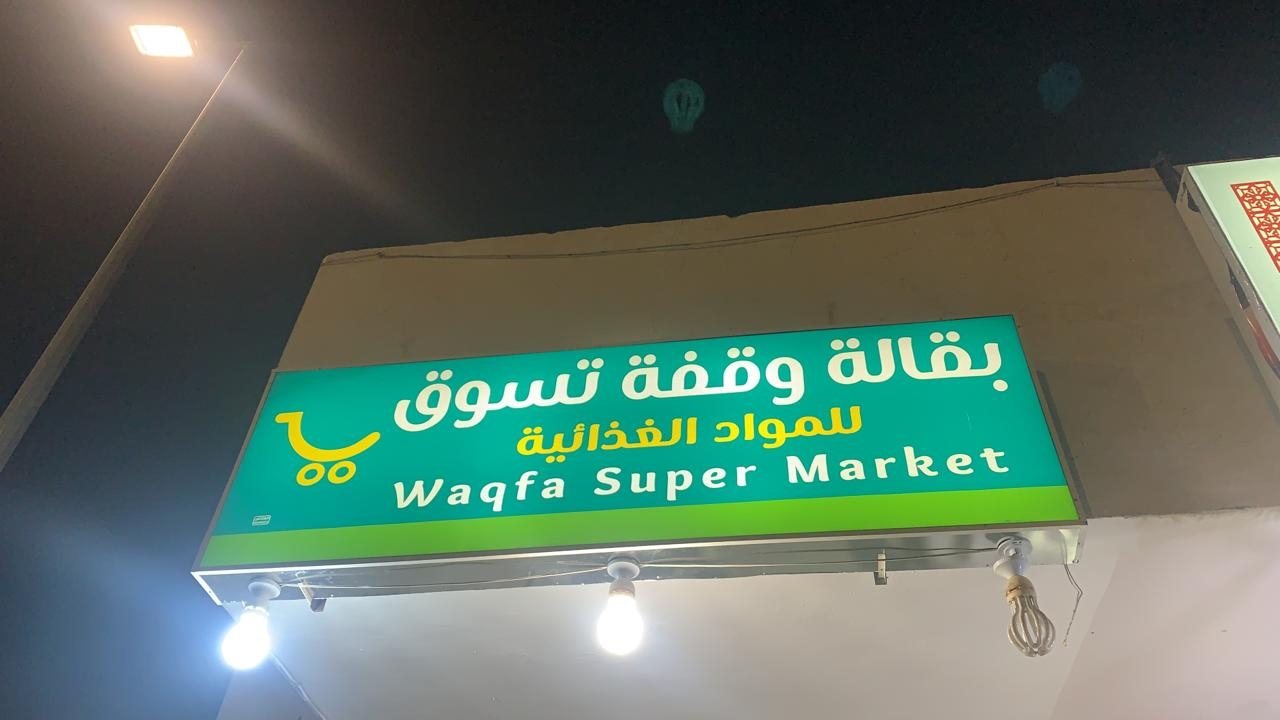 بقالة وقفة تسوق
للمواد الغذائية
Waqfa Super Market